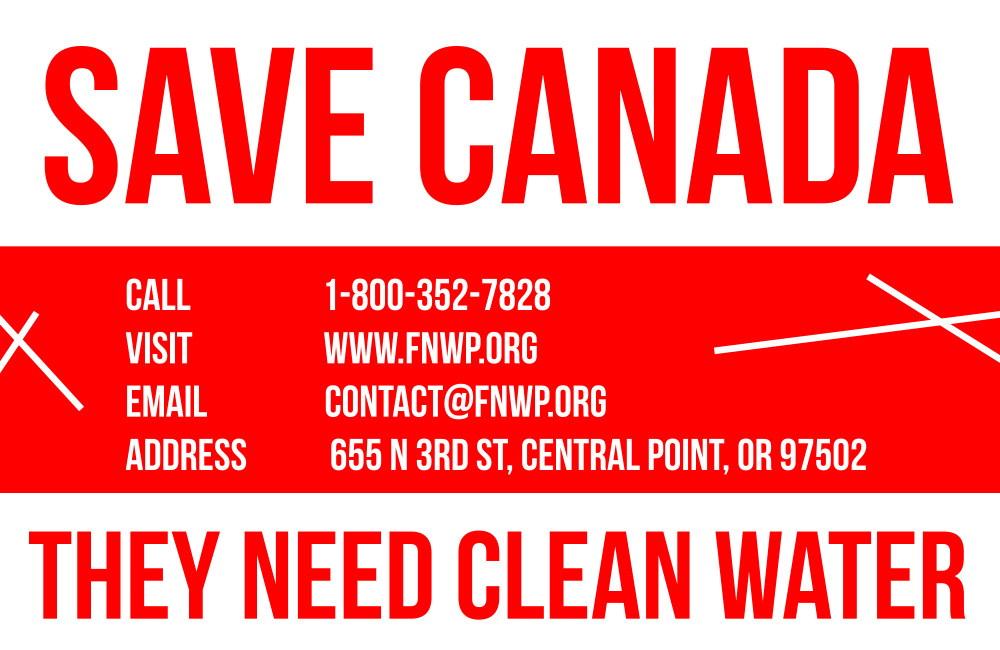 SAVE CANADA
CALL 1-800-352-7828
VISIT WWW.FNWP.ORG
EMAIL CONTACT@FNWP.ORG
ADDRESS 655 N 3RD ST, CENTRAL POINT, OR 97502
THEY NEED CLEAN WATER